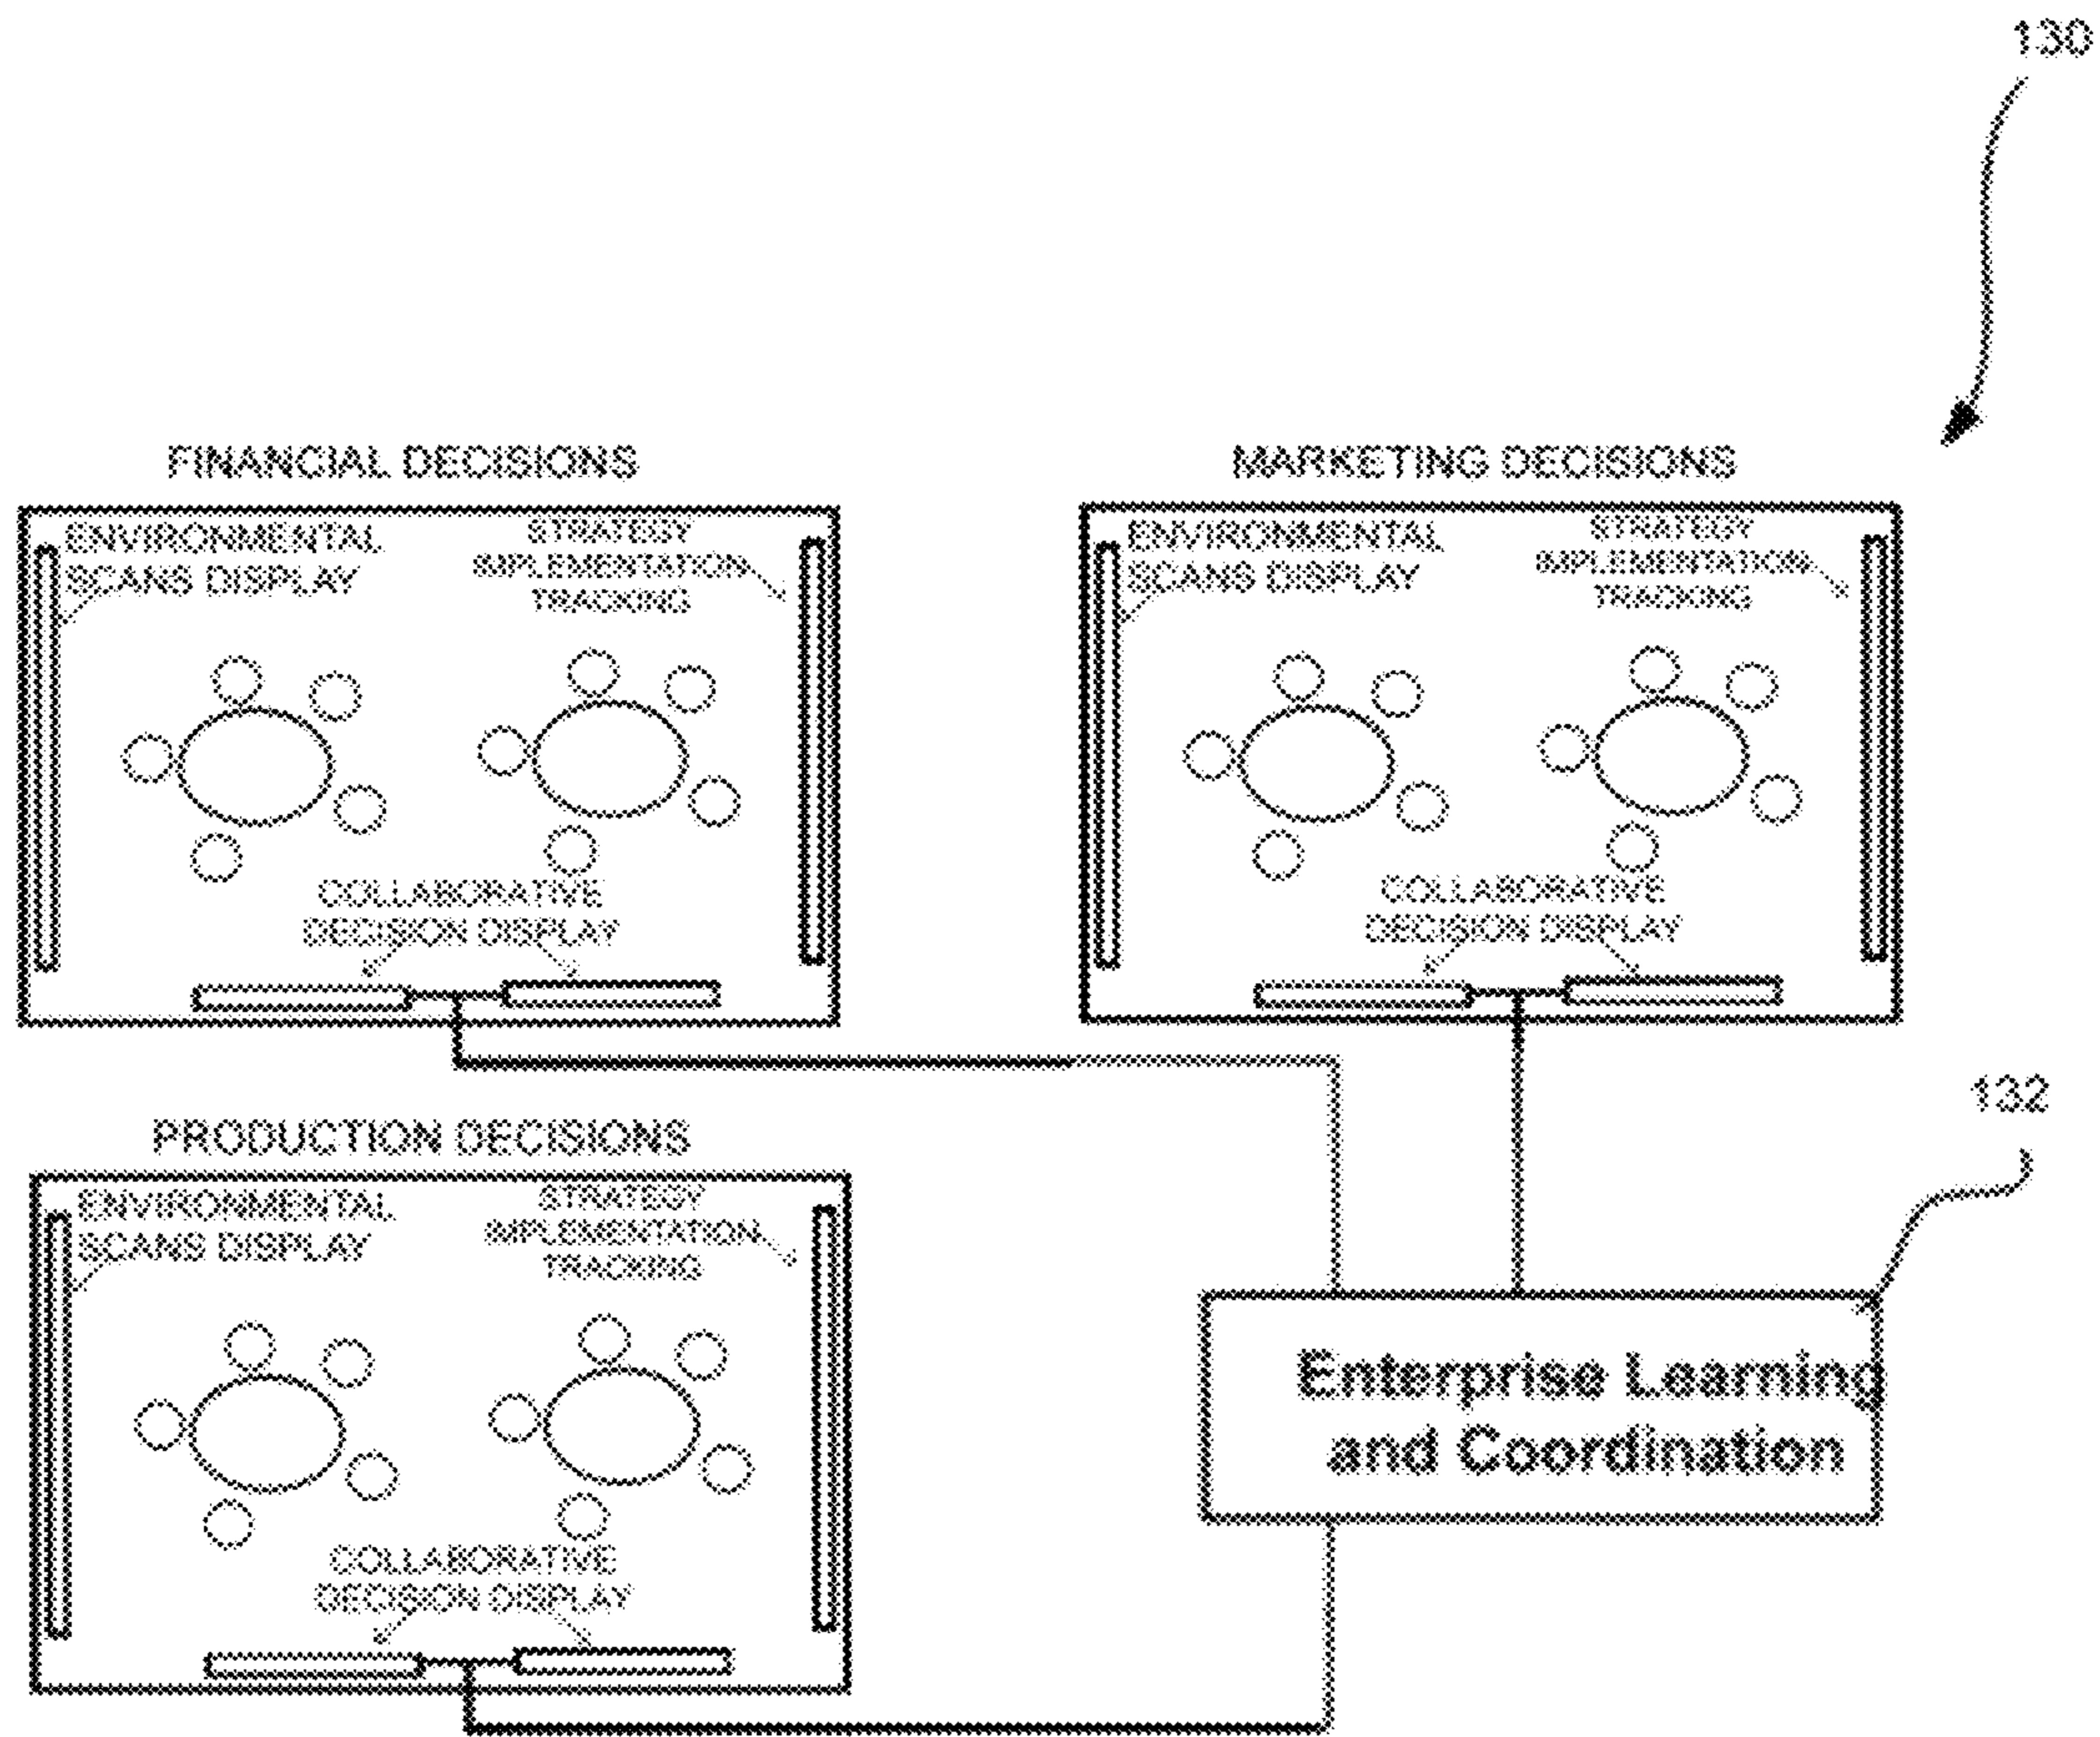 130
FINANCIAL DECISIONS
ENVIRONMENTAL
SCANS DISPLAY
STRATEGY
IMPLEMENTATION
TRACKING
COLLABORATIVE
DECISION DISPLAY
MARKETING DECISIONS
ENVIRONMENTAL
SCANS DISPLAY
STRATEGY
IMPLEMENTATION
TRACKING
COLLABORATIVE
DECISION DISPLAY
132
PRODUCTION DECISIONS
ENVIRONMENTAL
SCANS DISPLAY
STRATEGY
IMPLEMENTATION
TRACKING
COLLABORATIVE
DECISION DISPLAY
Enterprise Learning
and Coordination